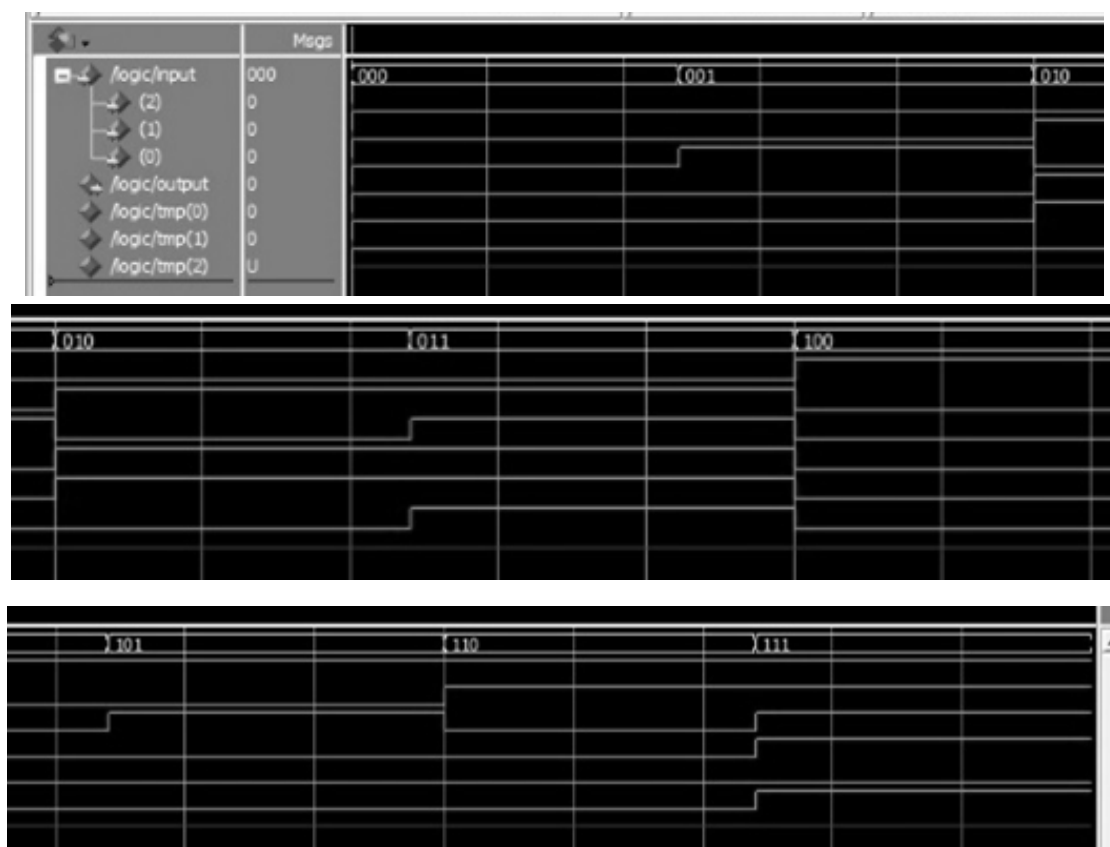 Msgs
/logic/input 000 000 001 010
(2) 0
(1) 0
(0) 0
/logic/output 0
/logic/tmp(0) 0
/logic/tmp(1) 0
/logic/tmp(2) U
010 011 100
101 110 111